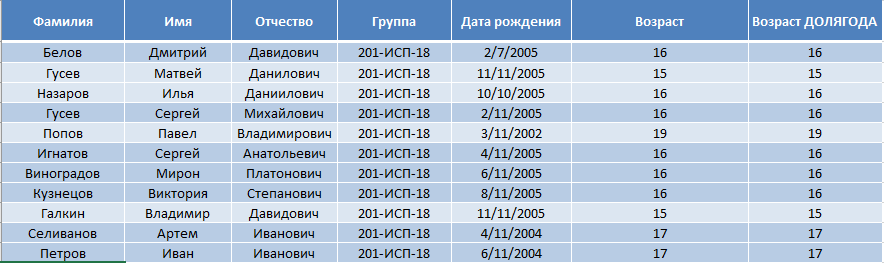 Фамилия Имя Отчество Группа Дата рождения Возраст Возраст ДОЛЯГОДА
Белов Дмитрий Давидович 201-ИСП-18 2/7/2005 16 16
Гусев Матвей Данилович 201-ИСП-18 11/11/2005 15 15
Назаров Илья Даниилович 201-ИСП-18 10/10/2005 16 16
Гусев Сергей Михайлович 201-ИСП-18 2/11/2005 16 16
Попов Павел Владимирович 201-ИСП-18 3/11/2002 19 19
Игнатов Сергей Анатольевич 201-ИСП-18 4/11/2005 16 16
Виноградов Мирон Платонович 201-ИСП-18 6/11/2005 16 16
Кузнецов Виктория Степанович 201-ИСП-18 8/11/2005 16 16
Галкин Владимир Давидович 201-ИСП-18 11/11/2005 15 15
Селиванов Артем Иванович 201-ИСП-18 4/11/2004 17 17
Петров Иван Иванович 201-ИСП-18 6/11/2004 17 17